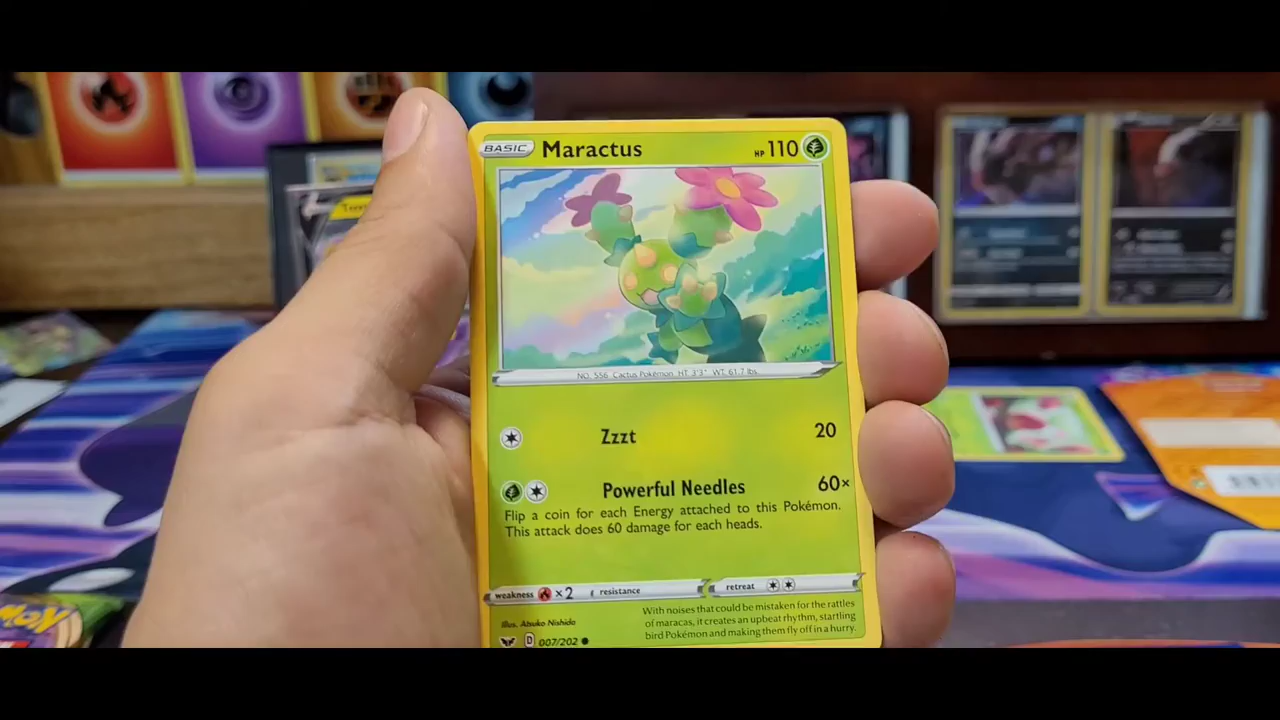 BASIC Maractus HP 110
NO. 556 Cactus Pokémon HT. 3'3" WT. 61.7 lbs.
Zzzt 20
Powerful Needles 60×
Flip a coin for each Energy attached to this Pokémon.
This attack does 60 damage for each heads.
weakness ×2 resistance retreat
With noises that could be mistaken for the rattles
of maracas, it creates an upbeat rhythm, startling
bird Pokémon and making them fly off in a hurry.
Illus. Atsuko Nishida
D 007/202